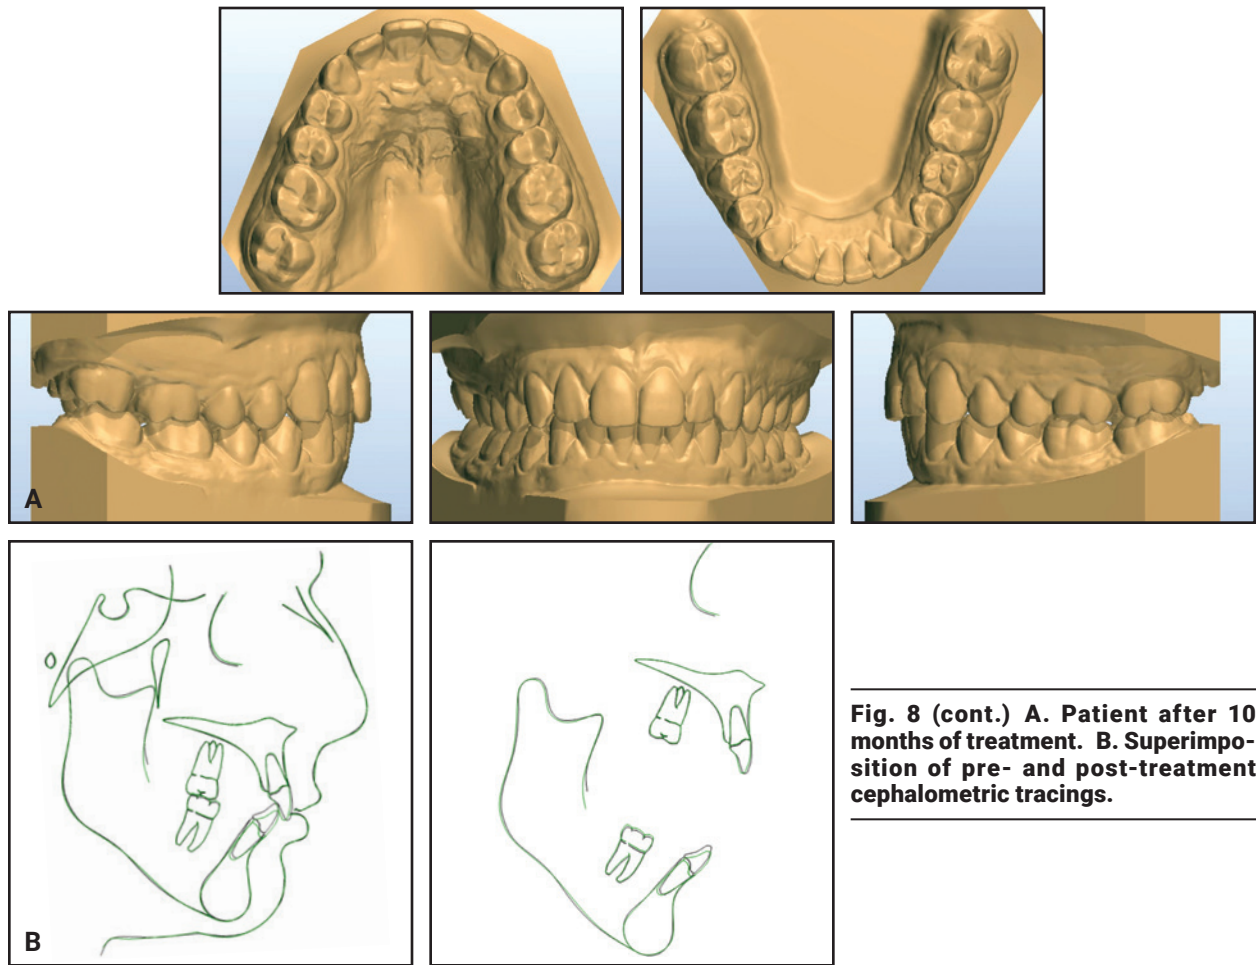 A
B
Fig. 8 (cont.) A. Patient after 10
months of treatment. B. Superimpo-
sition of pre- and post-treatment
cephalometric tracings.